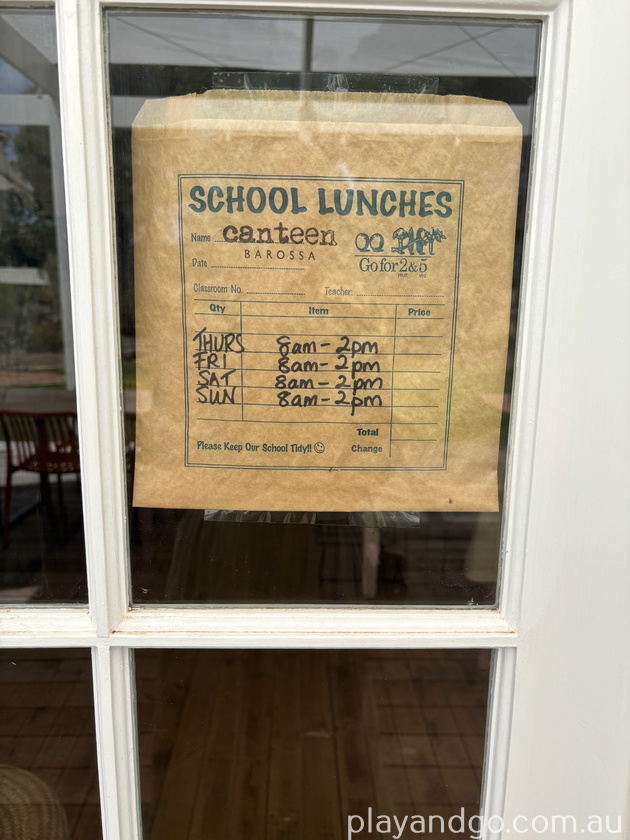 SCHOOL LUNCHES
Name canteen
BAROSSA
Date
Go for 2&5
FRUIT VEG
Classroom No. Teacher:
Qty Item Price
THURS 8am - 2pm
FRI 8am - 2pm
SAT 8am - 2pm
SUN 8am - 2pm
Total
Please Keep Our School Tidy!! Change
playandgo.com.au